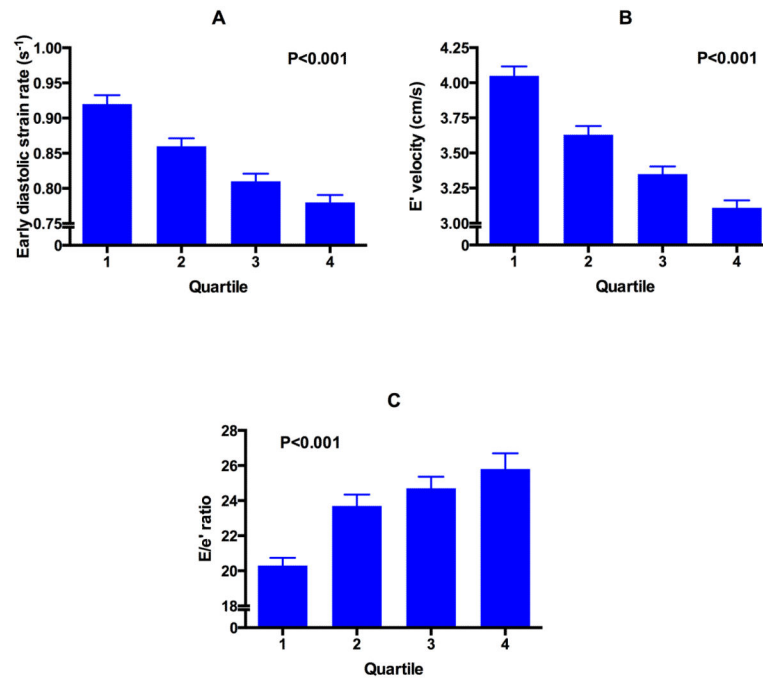 A
Early diastolic strain rate (s-1)
1.00
0.95
0.90
0.85
0.80
0.75
0
P<0.001
1 2 3 4
Quartile
B
E' velocity (cm/s)
4.25
4.00
3.75
3.50
3.25
3.00
0
P<0.001
1 2 3 4
Quartile
C
E/e' ratio
28
26
24
22
20
18
0
P<0.001
1 2 3 4
Quartile